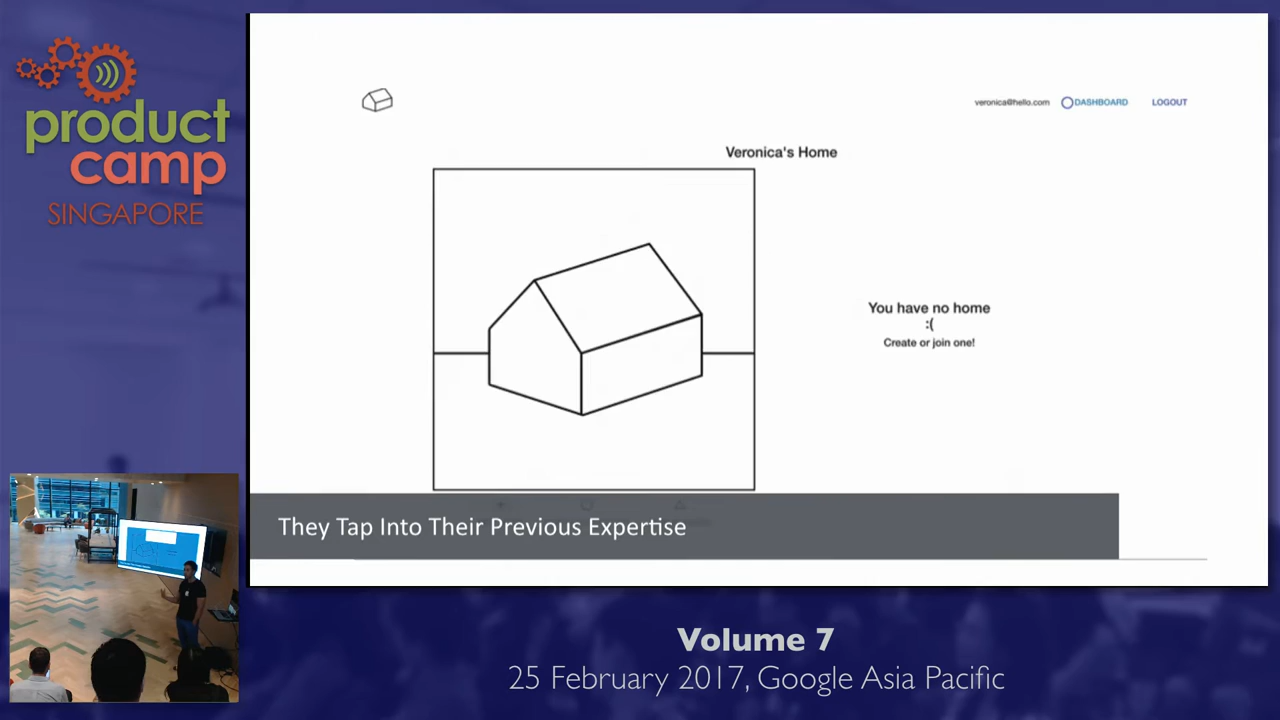 product
camp
SINGAPORE
veronica@hello.com DASHBOARD LOGOUT
Veronica's Home
You have no home
:(
Create or join one!
They Tap Into Their Previous Expertise
Volume 7
25 February 2017, Google Asia Pacific